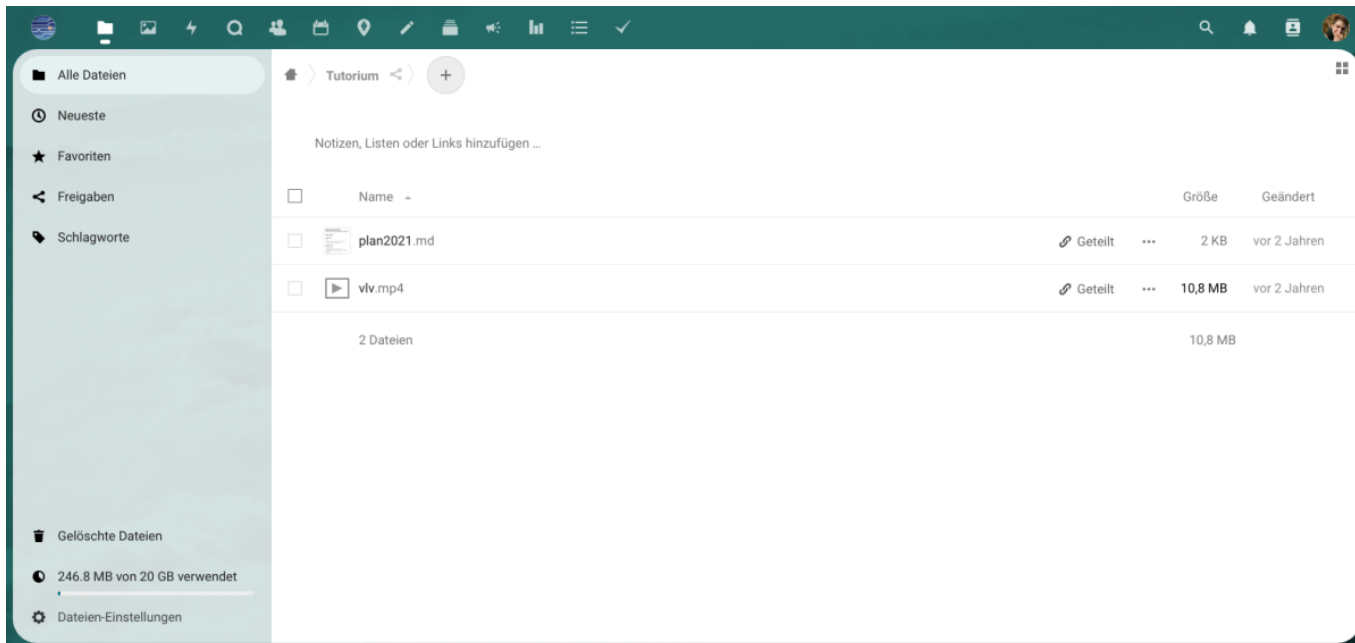 Alle Dateien
Neueste
Favoriten
Freigaben
Schlagworte
Gelöschte Dateien
246.8 MB von 20 GB verwendet
Dateien-Einstellungen
Tutorium
Notizen, Listen oder Links hinzufügen ...
Name Größe Geändert
plan2021.md Geteilt 2 KB vor 2 Jahren
vlv.mp4 Geteilt 10,8 MB vor 2 Jahren
2 Dateien 10,8 MB